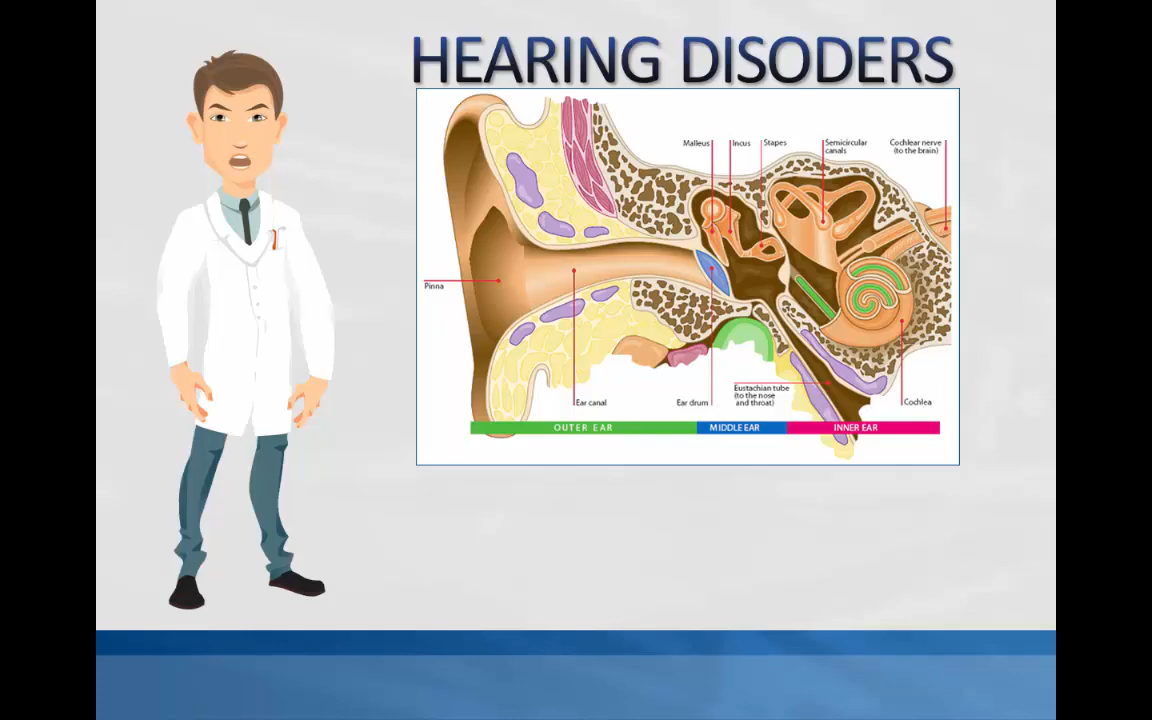 HEARING DISODERS
Malleus
Incus
Stapes
Semicircular
canals
Cochlear nerve
(to the brain)
Pinna
Ear canal
Ear drum
Eustachian tube
(to the nose
and throat)
Cochlea
OUTER EAR
MIDDLE EAR
INNER EAR